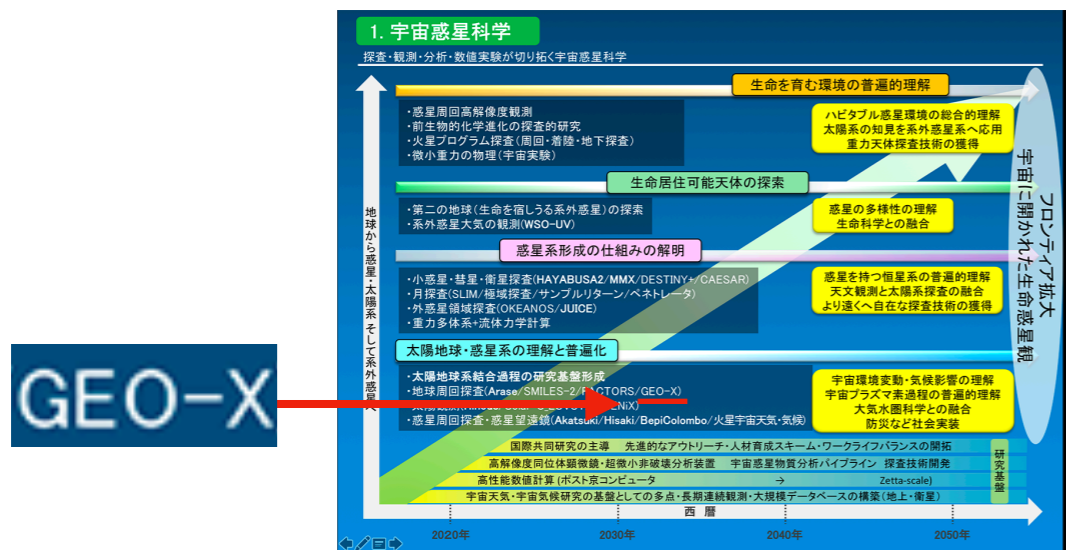 1. 宇宙惑星科学
探査・観測・分析・数値実験が切り拓く宇宙惑星科学
生命を育む環境の普遍的理解
・惑星周回高解像度観測
・前生物的化学進化の探査的研究
・火星プログラム探査(周回・着陸・地下探査)
・微小重力の物理(宇宙実験)
ハビタブル惑星環境の総合的理解
太陽系の知見を系外惑星系へ応用
重力天体探査技術の獲得
生命居住可能天体の探索
・第二の地球(生命を宿しうる系外惑星)の探索
・系外惑星大気の観測(WSO-UV)
惑星の多様性の理解
生命科学との融合
惑星系形成の仕組みの解明
・小惑星・彗星・衛星探査(HAYABUSA2/MMX/DESTINY+/CAESAR)
・月探査(SLIM/極域探査/サンプルリターン/ペネトレータ)
・外惑星領域探査(OKEANOS/JUICE)
・重力多体系+流体力学計算
惑星を持つ恒星系の普遍的理解
天文観測と太陽系探査の融合
より遠くへ自在な探査技術の獲得
太陽地球・惑星系の理解と普遍化
・太陽地球系結合過程の研究基盤形成
・地球周回探査(Arase/SMILES-2/FACTORS/GEO-X)
・惑星周回探査・惑星望遠鏡(Akatsuki/Hisaki/BepiColombo/火星宇宙天気・気候)
宇宙環境変動・気候影響の理解
宇宙プラズマ素過程の普遍的理解
大気水圏科学との融合
防災など社会実装
地球から惑星・太陽系 そして系外惑星へ
フロンティア拡大
宇宙に開かれた生命惑星観
GEO-X
国際共同研究の主導 先進的なアウトリーチ・人材育成スキーム・ワークライフバランスの開拓
高解像度同位体顕微鏡・超微小非破壊分析装置 宇宙惑星物質分析パイプライン 探査技術開発
高性能数値計算 (ポスト京コンピュータ → Zetta-scale)
宇宙天気・宇宙気候研究の基盤としての多点・長期連続観測・大規模データベースの構築(地上・衛星)
研究基盤
西 暦
2020年 2030年 2040年 2050年